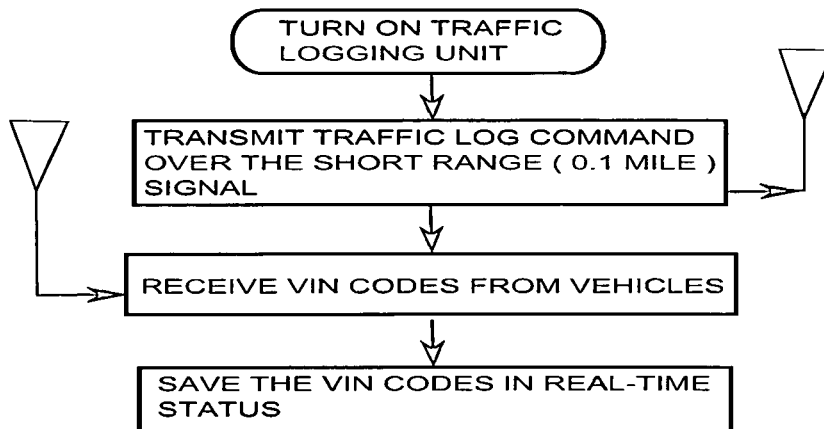 TURN ON TRAFFIC
LOGGING UNIT
TRANSMIT TRAFFIC LOG COMMAND
OVER THE SHORT RANGE ( 0.1 MILE )
SIGNAL
RECEIVE VIN CODES FROM VEHICLES
SAVE THE VIN CODES IN REAL-TIME
STATUS